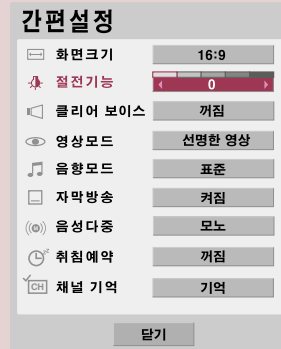 간편설정
화면크기 16:9
절전기능 0
클리어 보이스 꺼짐
영상모드 선명한 영상
음향모드 표준
자막방송 켜짐
음성다중 모노
취침예약 꺼짐
CH 채널 기억 기억
닫기